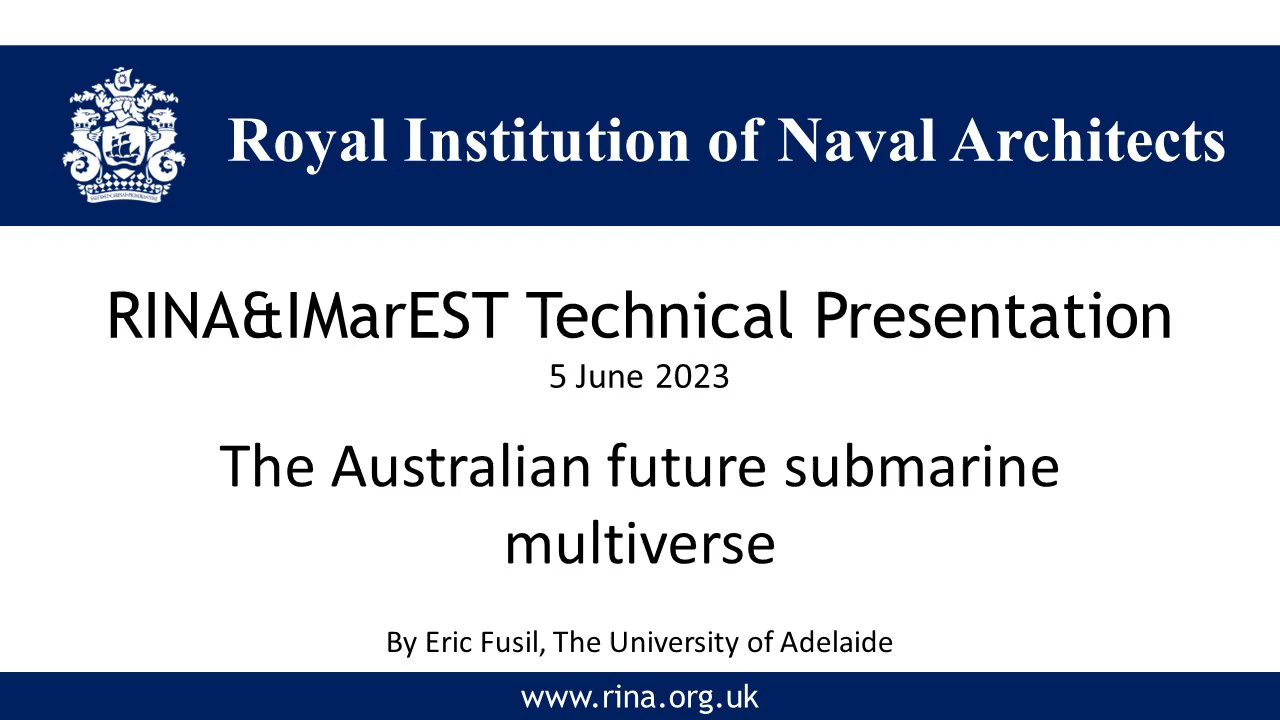 Royal Institution of Naval Architects
RINA&IMarEST Technical Presentation
5 June 2023
The Australian future submarine
multiverse
By Eric Fusil, The University of Adelaide
www.rina.org.uk